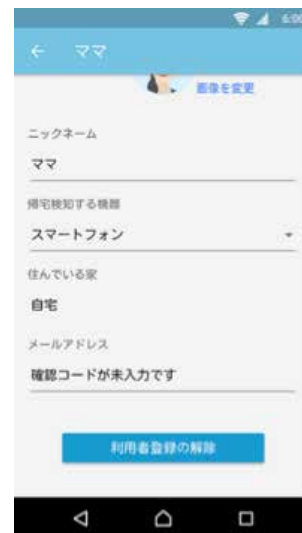 6:06
ママ
画像を変更
ニックネーム
ママ
帰宅検知する機器
スマートフォン
住んでいる家
自宅
メールアドレス
確認コードが未入力です
利用者登録の解除